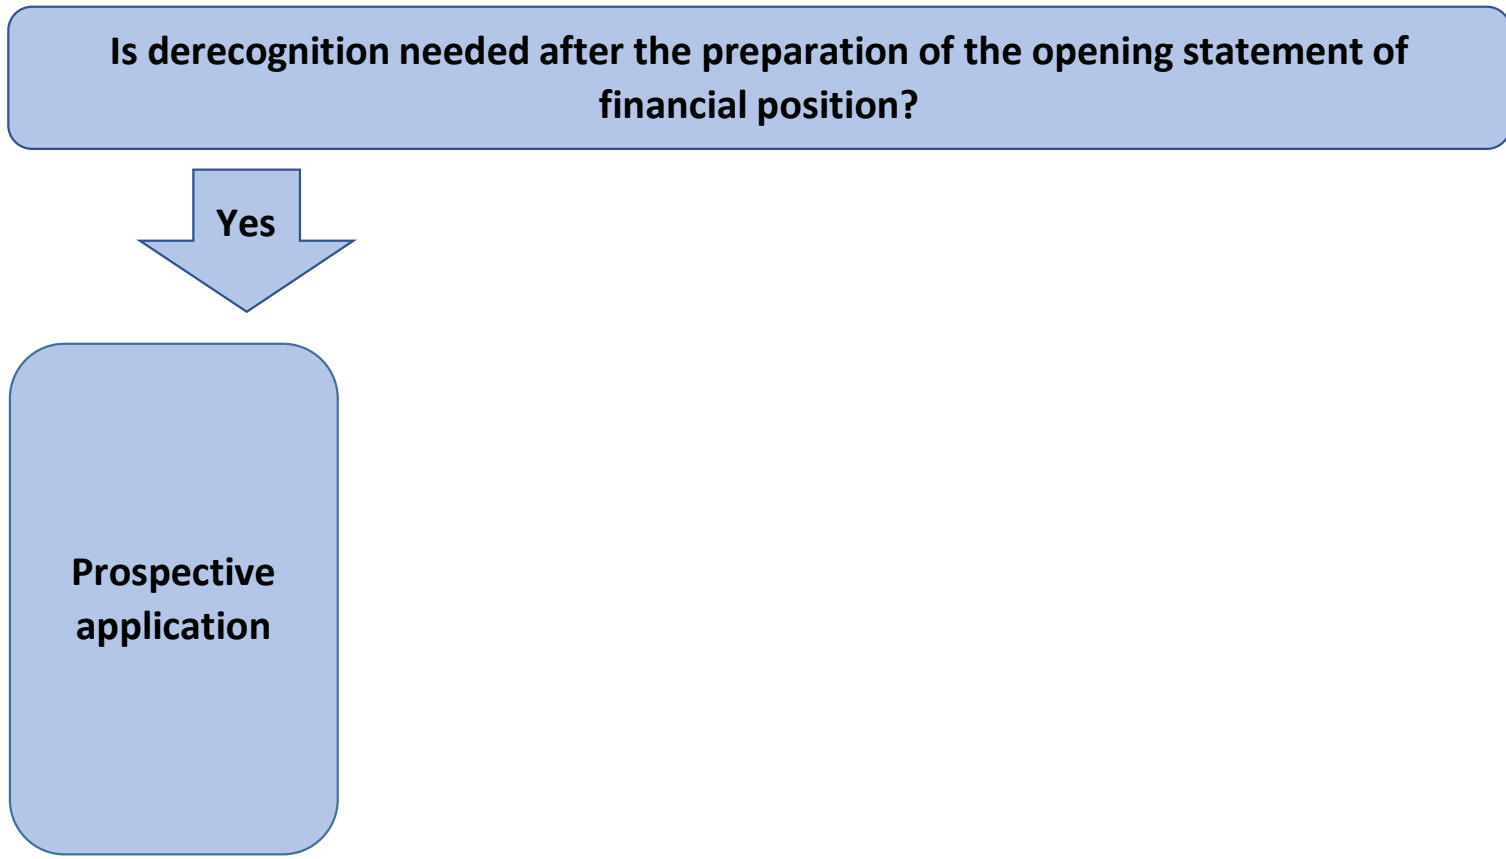 Is derecognition needed after the preparation of the opening statement of
financial position?
Yes
Prospective
application